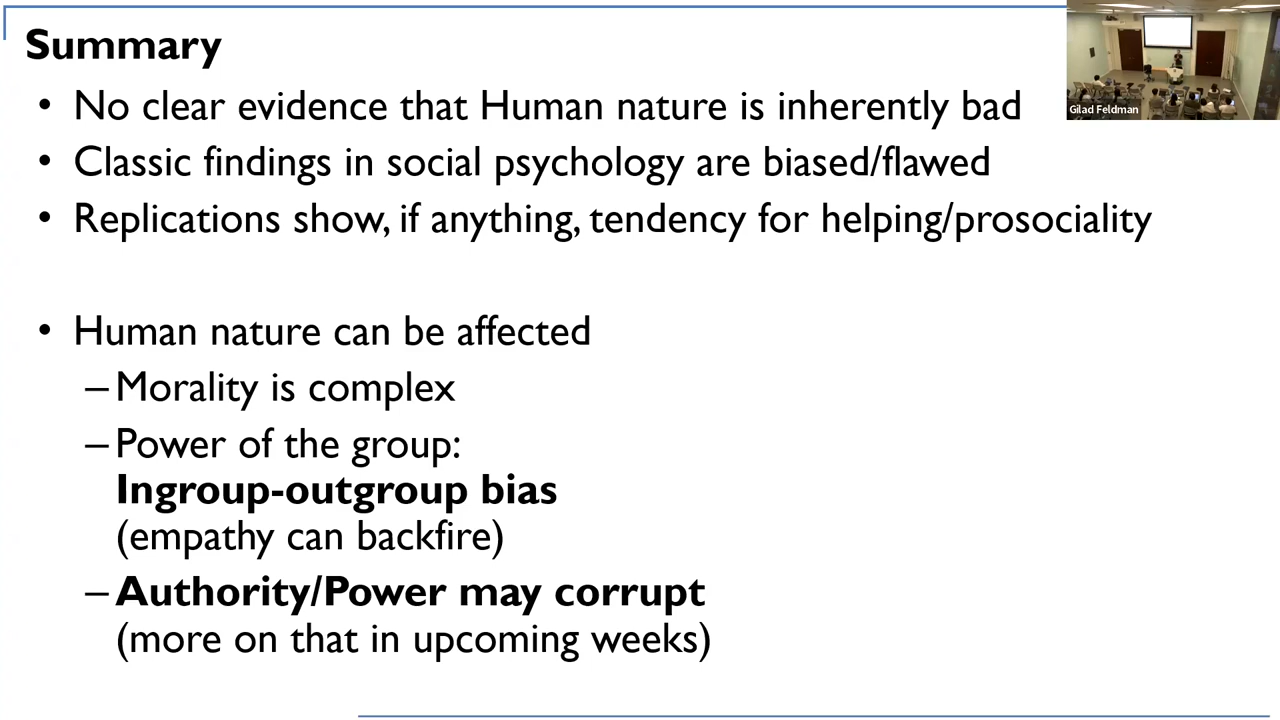 Summary
• No clear evidence that Human nature is inherently bad
Gilad Feldman
• Classic findings in social psychology are biased/flawed
• Replications show, if anything, tendency for helping/prosociality
• Human nature can be affected
– Morality is complex
– Power of the group:
Ingroup-outgroup bias
(empathy can backfire)
– Authority/Power may corrupt
(more on that in upcoming weeks)